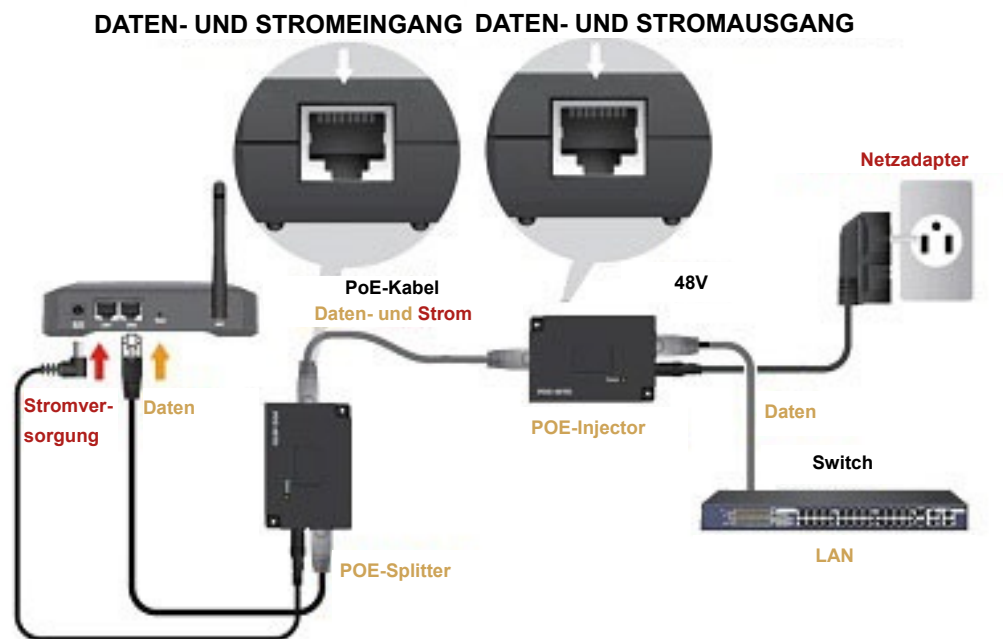 DATEN- UND STROMEINGANG
DATEN- UND STROMAUSGANG
Netzadapter
PoE-Kabel
Daten- und Strom
48V
Stromver-
sorgung
Daten
POE-Injector
Daten
Switch
LAN
POE-Splitter